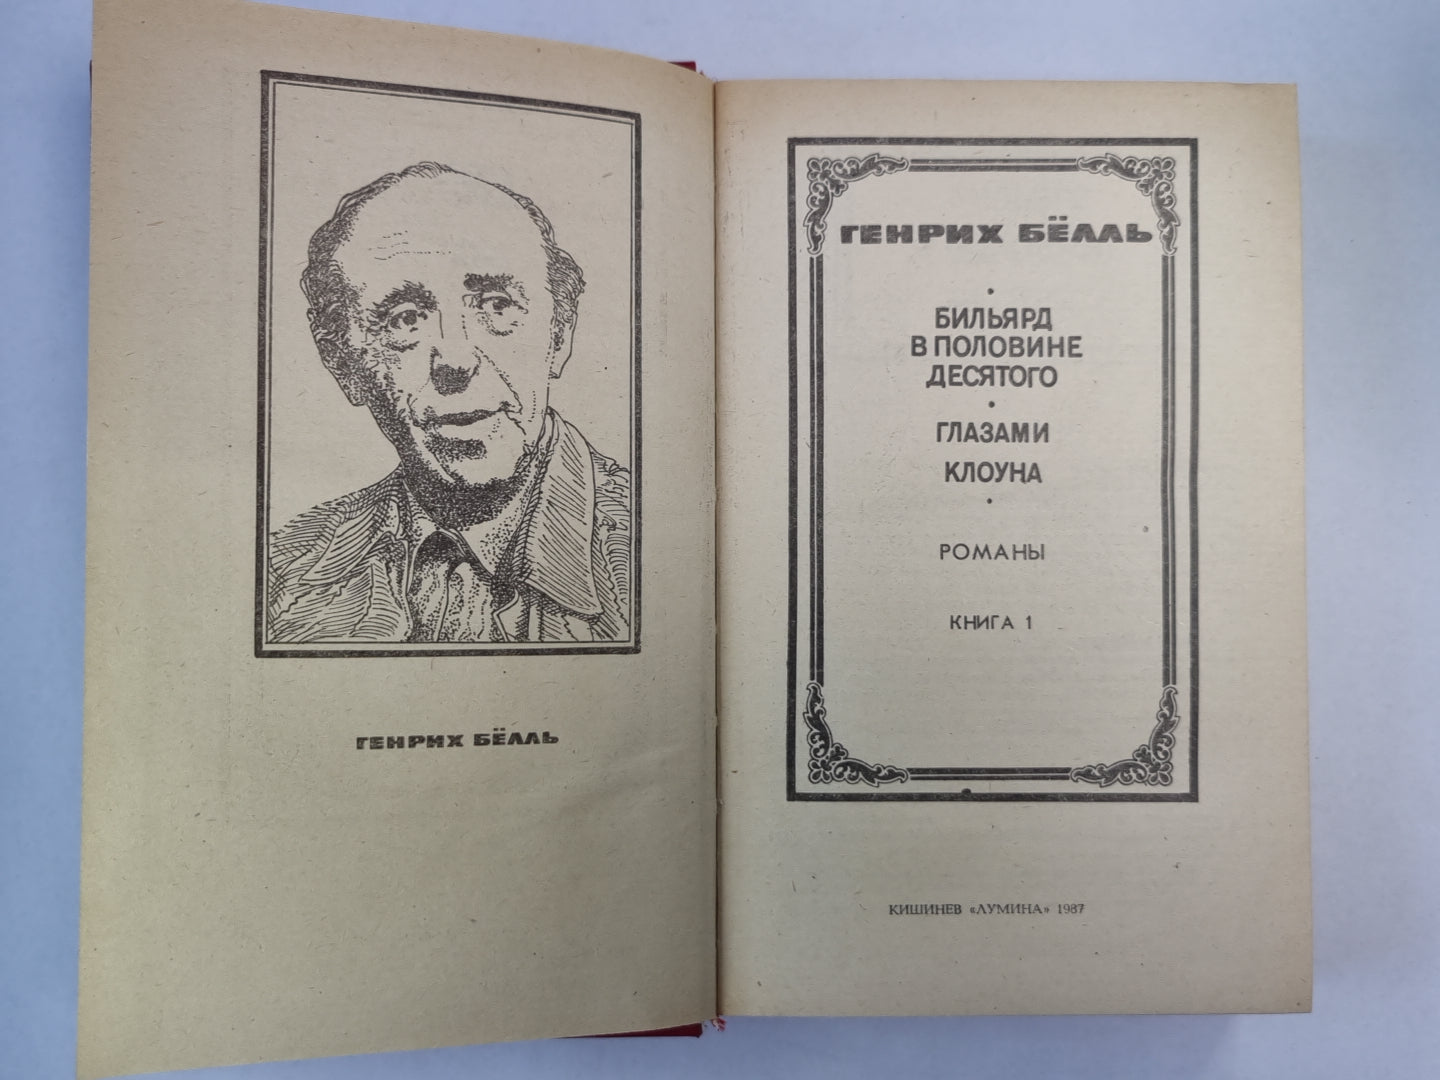 ГЕНРИХ БЁЛЛЬ
ГЕНРИХ БЁЛЛЬ
БИЛЬЯРД
В ПОЛОВИНЕ
ДЕСЯТОГО
ГЛАЗАМИ
КЛОУНА
РОМАНЫ
КНИГА 1
КИШИНЕВ «ЛУМИНА» 1987